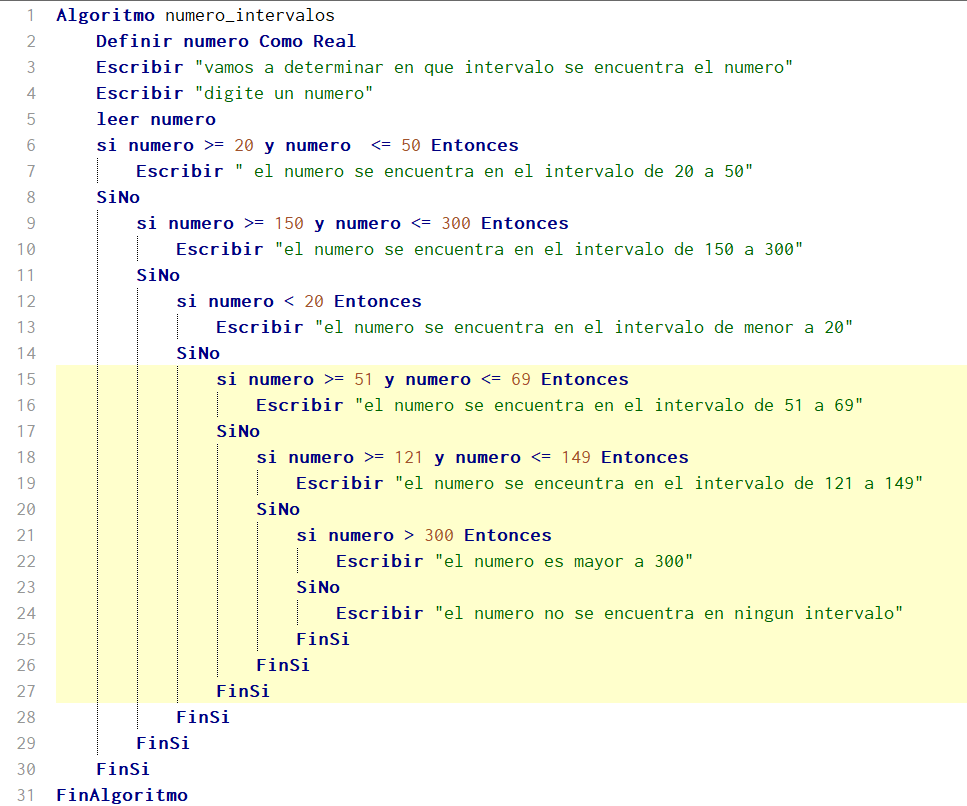 1 Algoritmo numero_intervalos
2 Definir numero Como Real
3 Escribir "vamos a determinar en que intervalo se encuentra el numero"
4 Escribir "digite un numero"
5 leer numero
6 si numero >= 20 y numero  <= 50 Entonces
7 Escribir " el numero se encuentra en el intervalo de 20 a 50"
8 SiNo
9 si numero >= 150 y numero <= 300 Entonces
10 Escribir "el numero se encuentra en el intervalo de 150 a 300"
11 SiNo
12 si numero < 20 Entonces
13 Escribir "el numero se encuentra en el intervalo de menor a 20"
14 SiNo
15 si numero >= 51 y numero <= 69 Entonces
16 Escribir "el numero se encuentra en el intervalo de 51 a 69"
17 SiNo
18 si numero >= 121 y numero <= 149 Entonces
19 Escribir "el numero se enceuntra en el intervalo de 121 a 149"
20 SiNo
21 si numero > 300 Entonces
22 Escribir "el numero es mayor a 300"
23 SiNo
24 Escribir "el numero no se encuentra en ningun intervalo"
25 FinSi
26 FinSi
27 FinSi
28 FinSi
29 FinSi
30 FinSi
31 FinAlgoritmo